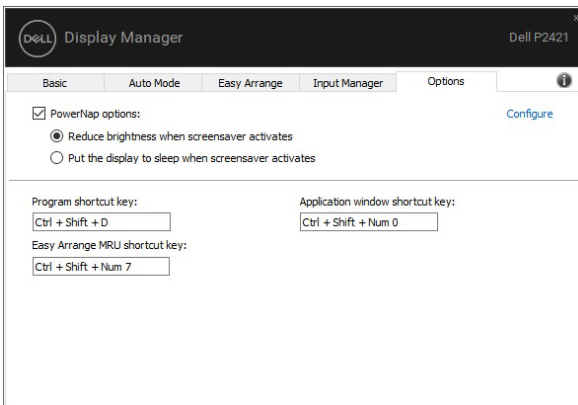 DELL Display Manager
Dell P2421
Basic Auto Mode Easy Arrange Input Manager Options
PowerNap options:
Configure
Reduce brightness when screensaver activates
Put the display to sleep when screensaver activates
Program shortcut key:
Application window shortcut key:
Ctrl + Shift + D
Ctrl + Shift + Num 0
Easy Arrange MRU shortcut key:
Ctrl + Shift + Num 7